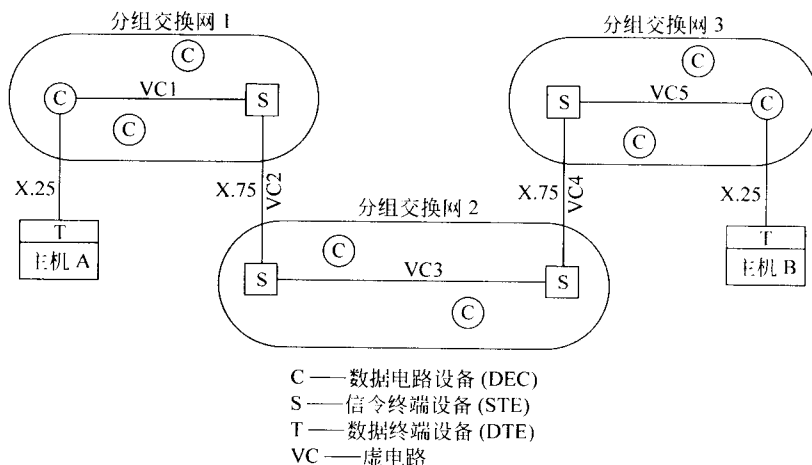 分组交换网 1
分组交换网 3
C
C
VC1
S
C
S
VC5
C
C
C
X.25
X.75
VC2
X.75
VC4
X.25
T
主机 A
分组交换网 2
T
主机 B
C
S
VC3
S
C
C — 数据电路设备 (DEC)
S — 信令终端设备 (STE)
T — 数据终端设备 (DTE)
VC — 虚电路